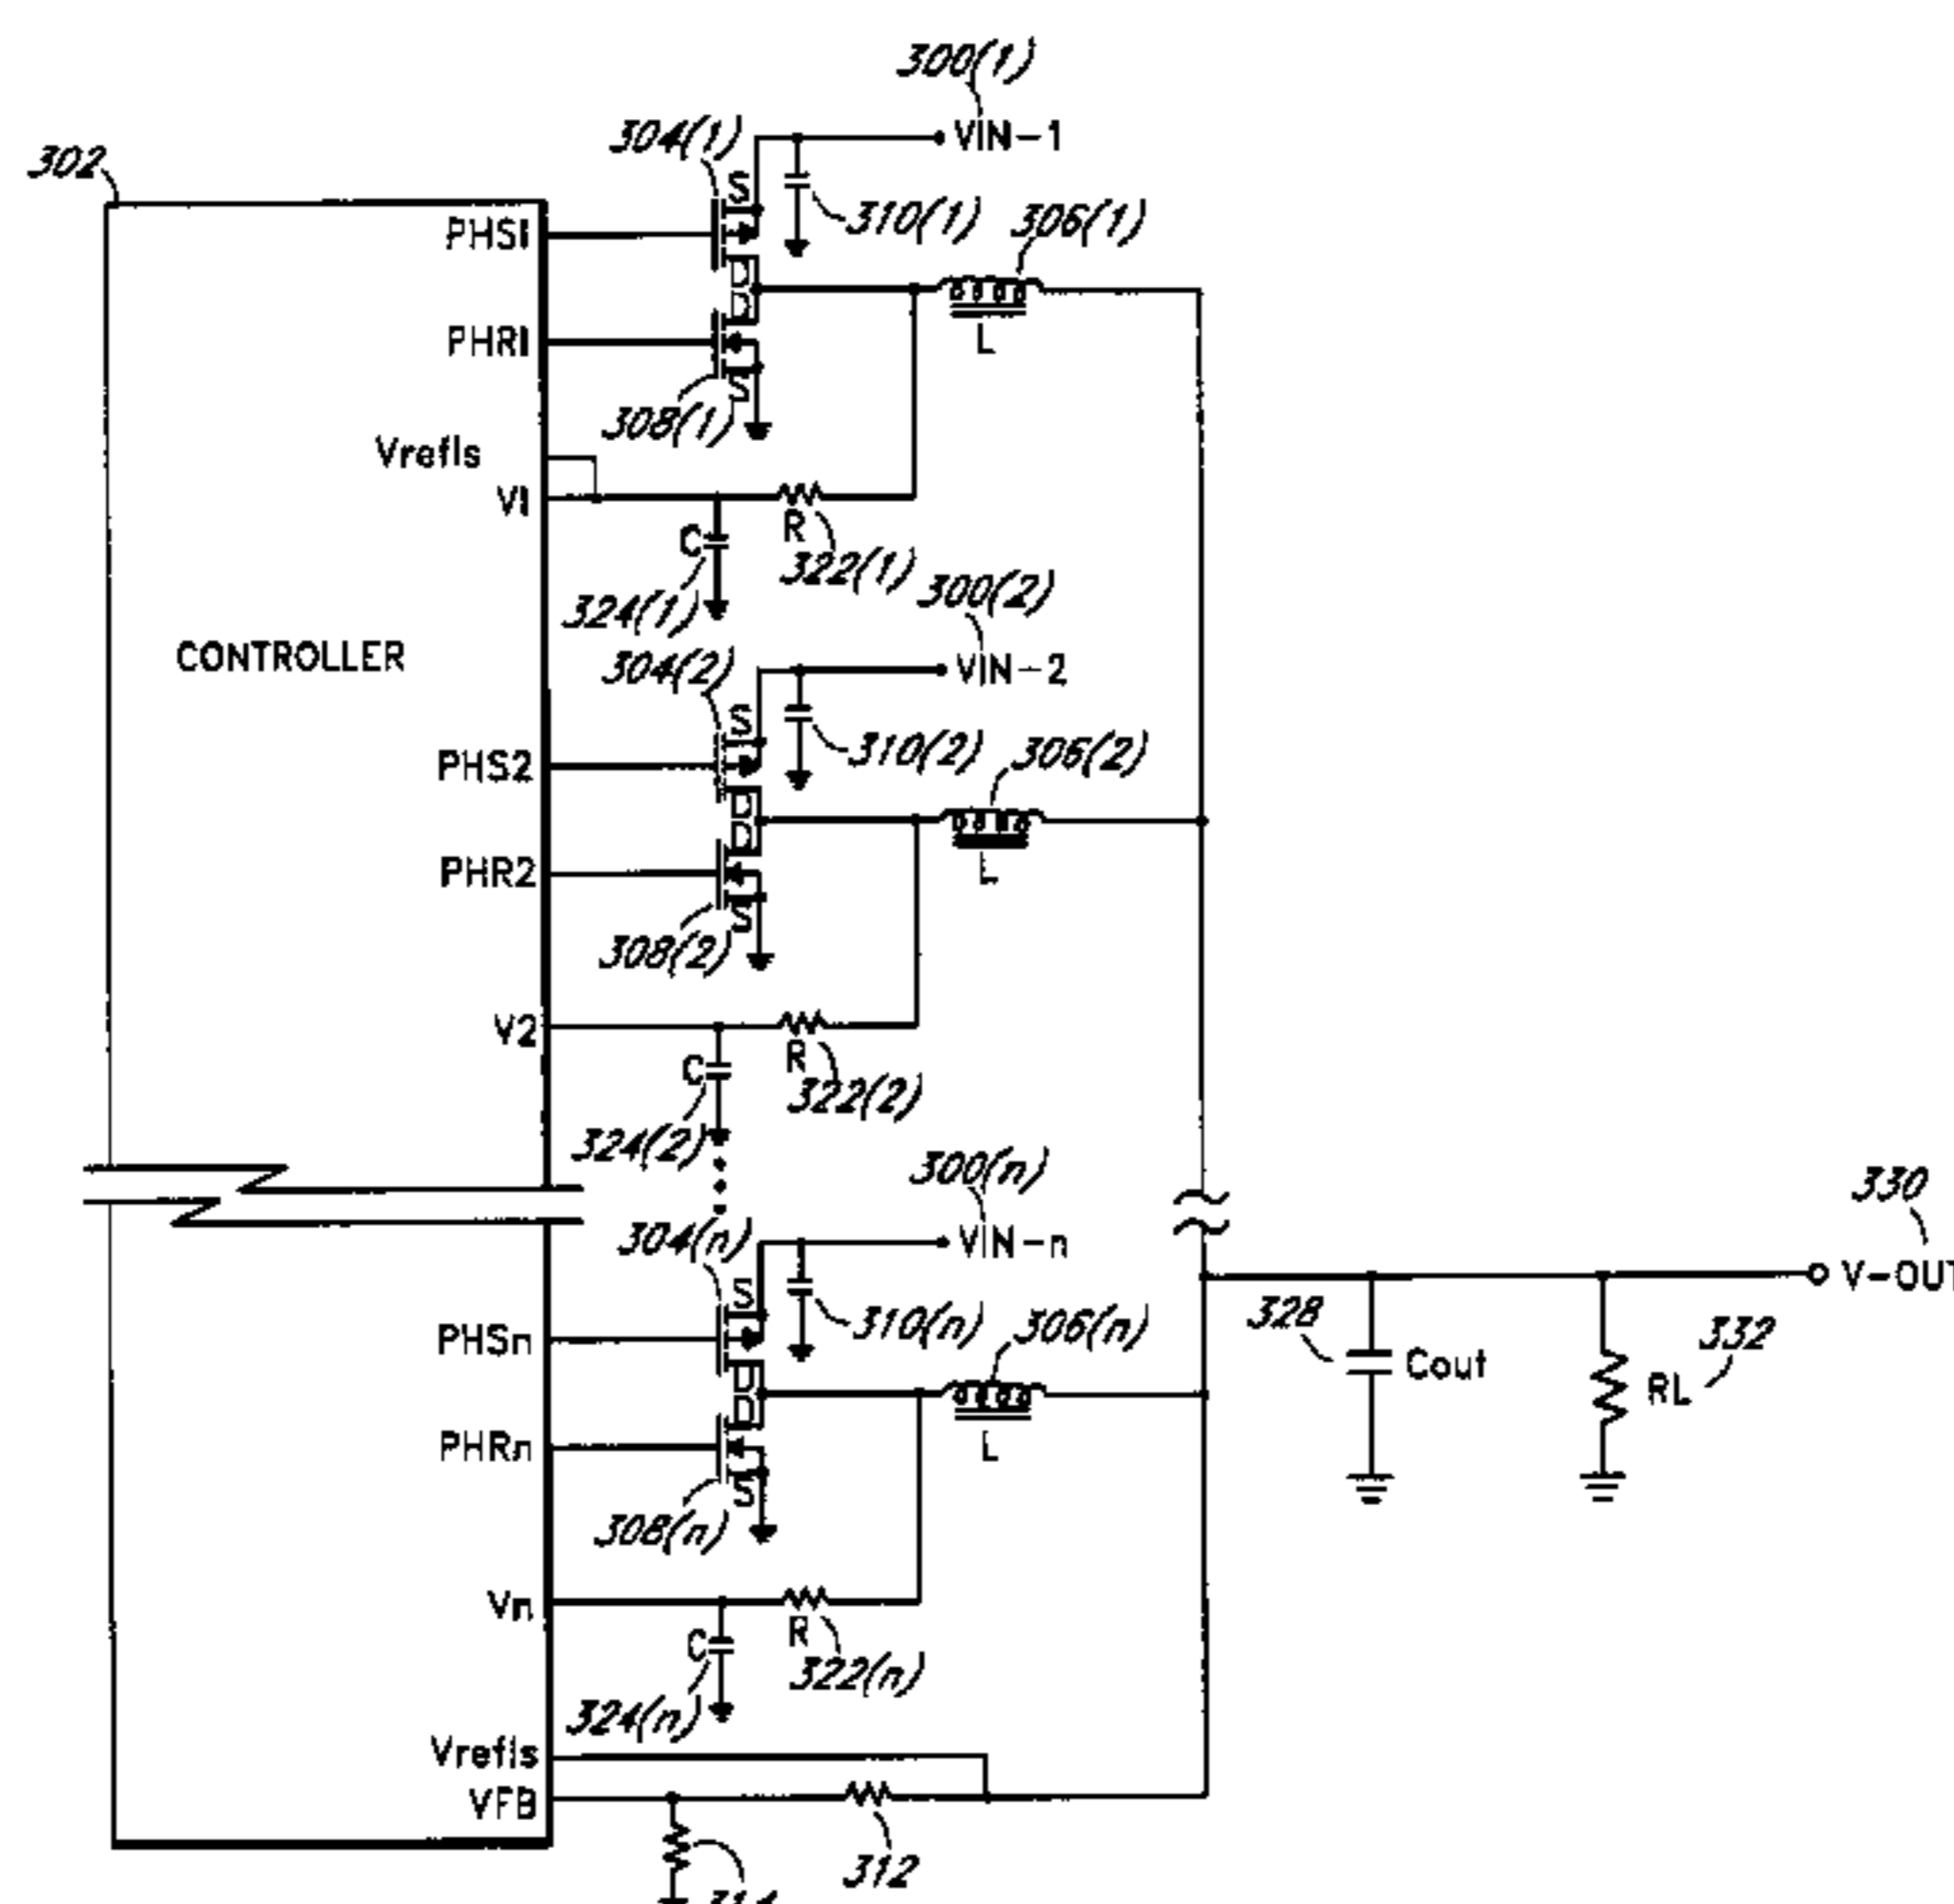 300(1)
304(1)
VIN-1
302
S
310(1)
306(1)
PHSI
D
D
PHRI
L
S
308(1)
Vrefls
VI
C
R
322(1)
324(1)
300(2)
CONTROLLER
304(2)
VIN-2
S
310(2)
306(2)
PHS2
D
D
PHR2
L
S
308(2)
V2
C
R
322(2)
324(2)
300(n)
330
304(n)
VIN-n
V-OUT
S
310(n)
306(n)
328
332
PHSn
Cout
RL
D
D
PHRn
L
S
308(n)
Vn
C
R
322(n)
324(n)
Vrefls
VFB
312